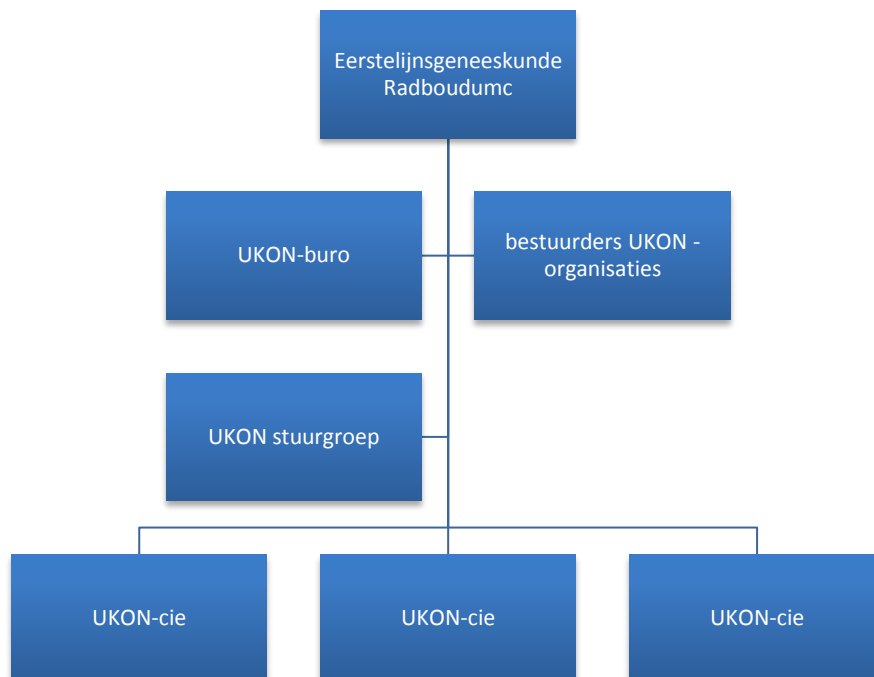 Eerstelijnsgeneeskunde
Radboudumc
UKON-buro
bestuurders UKON -
organisaties
UKON stuurgroep
UKON-cie
UKON-cie
UKON-cie